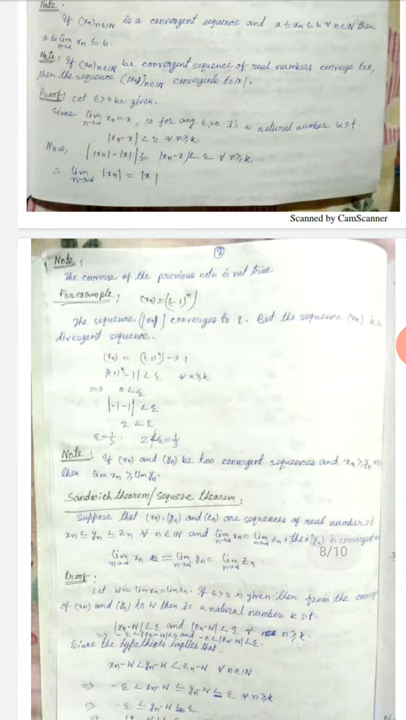 Note:
If (xn)n∈N is a convergent sequence and a ≤ xn ≤ b ∀ n∈N then
a ≤ lim n→∞ xn ≤ b.
Note: If (xn)n∈N be convergent sequence of real numbers converge to x,
then the sequence (|xn|)n∈N convergente to |x|.
Proof: Let ε>0 be given.
Since lim n→∞ xn = x, so for any ε>0 ∃ a natural number k s.t.
|xn-x| < ε ∀ n≥k
Now, ||xn|-|x|| ≤ |xn-x| < ε ∀ n≥k
∴ lim n→∞ |xn| = |x|
Scanned by CamScanner
8
Note:
The converse of the previous note is not true
For example, (xn) = ((-1)^n)
The sequence (|xn|) converges to 1. But the sequence (xn) is a
divergent sequence.
(xn) = ((-1)^n) → 1
|(-1)^n-1| < ε ∀ n≥k
⇒ 0 < ε
|-1-1| < ε
2 < ε
ε=1/3. 2 ≮ ε=1/3
Note: If (xn) and (yn) be two convergent sequences and xn ≥ yn
then lim xn ≥ lim yn.
Sandwich theorem/Squeeze theorem:
Suppose that (xn), (yn) and (zn) are sequences of real number s.t
xn ≤ yn ≤ zn ∀ n∈N and lim n→∞ xn = lim n→∞ zn, then (yn) is convergent
lim n→∞ xn = lim n→∞ yn = lim n→∞ zn.
8/10
Proof:
Let W = lim xn = lim zn. If ε>0 is given then from the
of (xn) and (zn) to W then ∃ a natural number k s.t.
|xn-W| < ε and |zn-W| < ε ∀ n≥k.
Since the hypothesis implies that
xn-W ≤ yn-W ≤ zn-W ∀ n∈N
⇒ -ε < xn-W ≤ yn-W ≤ ε ∀ n≥k
⇒ -ε ≤ yn-W ≤ ε